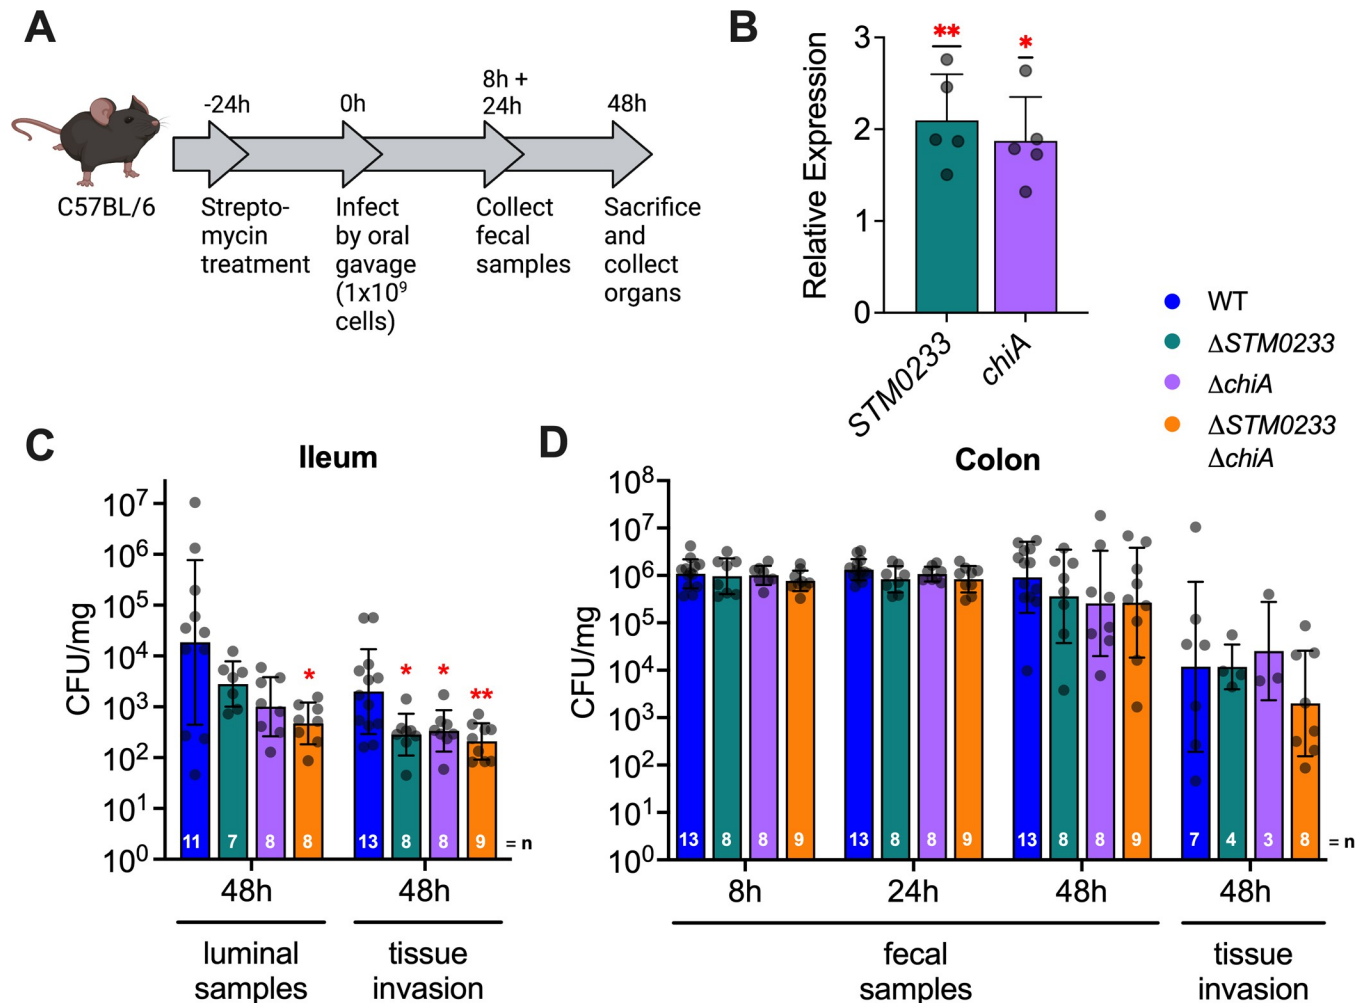 A
-24h
0h
8h +
24h
48h
C57BL/6
Strepto-
mycin
treatment
Infect
by oral
gavage
(1x10⁹
cells)
Collect
fecal
samples
Sacrifice
and
collect
organs
B
Relative Expression
3
2
1
0
**
*
STM0233
chiA
WT
ΔSTM0233
ΔchiA
ΔSTM0233
ΔchiA
C
Ileum
CFU/mg
10⁷
10⁶
10⁵
10⁴
10³
10²
10¹
10⁰
*
* * **
11 7 8 8 13 8 8 9 = n
48h 48h
luminal
samples
tissue
invasion
D
Colon
CFU/mg
10⁸
10⁷
10⁶
10⁵
10⁴
10³
10²
10¹
10⁰
13 8 8 9 13 8 8 9 13 8 8 9 7 4 3 8 = n
8h 24h 48h 48h
fecal
samples
tissue
invasion